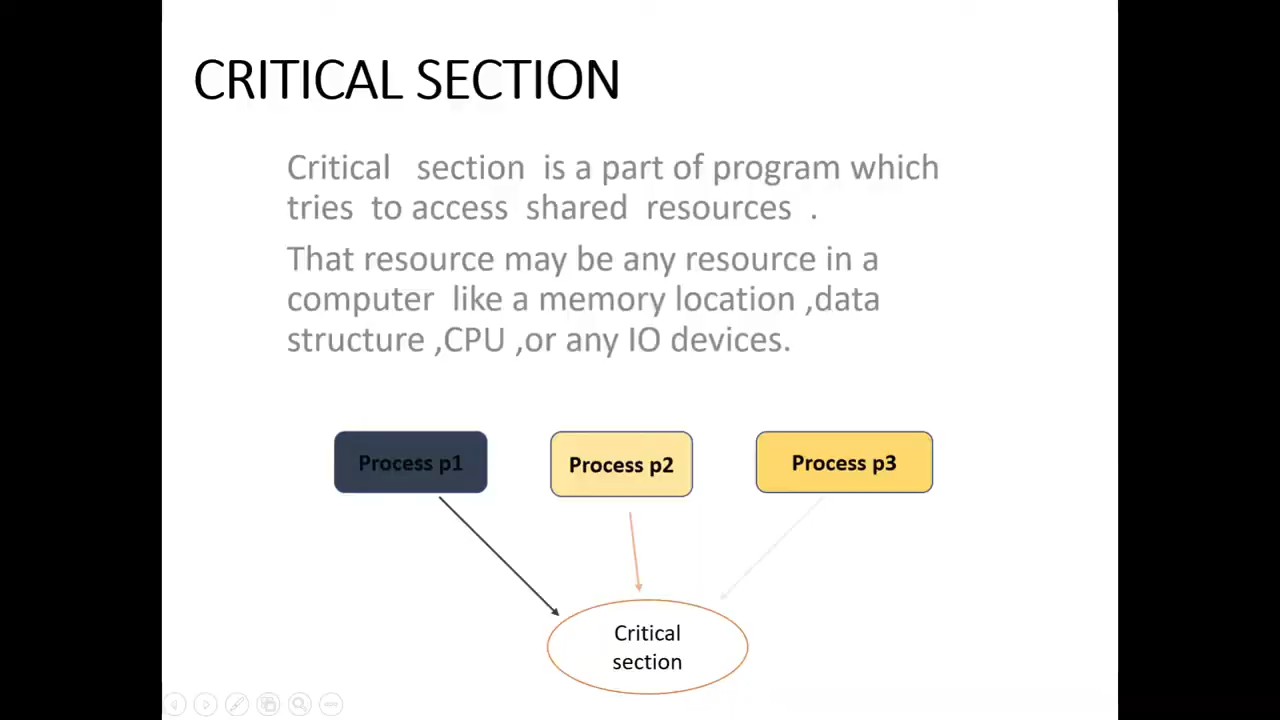 CRITICAL SECTION
Critical section is a part of program which
tries to access shared resources .
That resource may be any resource in a
computer like a memory location ,data
structure ,CPU ,or any IO devices.
Process p1
Process p2
Process p3
Critical
section